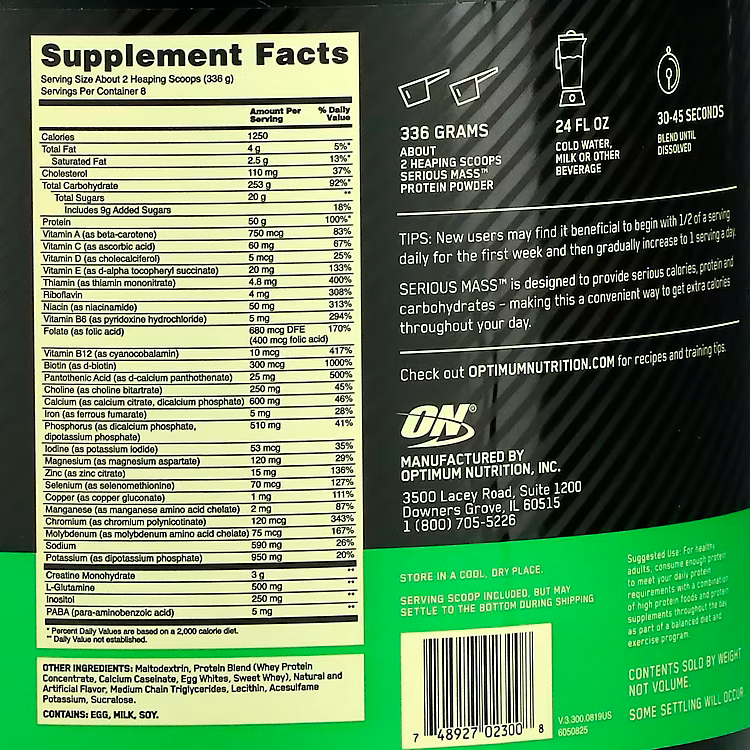 Supplement Facts
Serving Size About 2 Heaping Scoops (336 g)
Servings Per Container 8
Amount Per Serving % Daily Value
Calories 1250
Total Fat 4 g 5%*
Saturated Fat 2.5 g 13%*
Cholesterol 110 mg 37%
Total Carbohydrate 253 g 92%*
Total Sugars 20 g **
Includes 9g Added Sugars 18%
Protein 50 g 100%*
Vitamin A (as beta-carotene) 750 mcg 83%
Vitamin C (as ascorbic acid) 60 mg 67%
Vitamin D (as cholecalciferol) 5 mcg 25%
Vitamin E (as d-alpha tocopheryl succinate) 20 mg 133%
Thiamin (as thiamin mononitrate) 4.8 mg 400%
Riboflavin 4 mg 308%
Niacin (as niacinamide) 50 mg 313%
Vitamin B6 (as pyridoxine hydrochloride) 5 mg 294%
Folate (as folic acid) 680 mcg DFE 170%
(400 mcg folic acid)
Vitamin B12 (as cyanocobalamin) 10 mcg 417%
Biotin (as d-biotin) 300 mcg 1000%
Pantothenic Acid (as d-calcium panthothenate) 25 mg 500%
Choline (as choline bitartrate) 250 mg 45%
Calcium (as calcium citrate, dicalcium phosphate) 600 mg 46%
Iron (as ferrous fumarate) 5 mg 28%
Phosphorus (as dicalcium phosphate, 510 mg 41%
dipotassium phosphate)
Iodine (as potassium iodide) 53 mcg 35%
Magnesium (as magnesium aspartate) 120 mg 29%
Zinc (as zinc citrate) 15 mg 136%
Selenium (as selenomethionine) 70 mcg 127%
Copper (as copper gluconate) 1 mg 111%
Manganese (as manganese amino acid chelate) 2 mg 87%
Chromium (as chromium polynicotinate) 120 mcg 343%
Molybdenum (as molybdenum amino acid chelate) 75 mcg 167%
Sodium 590 mg 26%
Potassium (as dipotassium phosphate) 950 mg 20%
Creatine Monohydrate 3 g **
L-Glutamine 500 mg **
Inositol 250 mg **
PABA (para-aminobenzoic acid) 5 mg **
* Percent Daily Values are based on a 2,000 calorie diet.
** Daily Value not established.
OTHER INGREDIENTS: Maltodextrin, Protein Blend (Whey Protein
Concentrate, Calcium Caseinate, Egg Whites, Sweet Whey), Natural and
Artificial Flavor, Medium Chain Triglycerides, Lecithin, Acesulfame
Potassium, Sucralose.
CONTAINS: EGG, MILK, SOY.
336 GRAMS
ABOUT
2 HEAPING SCOOPS
SERIOUS MASS™
PROTEIN POWDER
24 FL OZ
COLD WATER,
MILK OR OTHER
BEVERAGE
30-45 SECONDS
BLEND UNTIL
DISSOLVED
TIPS: New users may find it beneficial to begin with 1/2 of a serving
daily for the first week and then gradually increase to 1 serving a day.
SERIOUS MASS™ is designed to provide serious calories, protein and
carbohydrates – making this a convenient way to get extra calories
throughout your day.
Check out OPTIMUMNUTRITION.COM for recipes and training tips.
ON®
MANUFACTURED BY
OPTIMUM NUTRITION, INC.
3500 Lacey Road, Suite 1200
Downers Grove, IL 60515
1 (800) 705-5226
STORE IN A COOL, DRY PLACE.
SERVING SCOOP INCLUDED, BUT MAY
SETTLE TO THE BOTTOM DURING SHIPPING
7 48927 02300 8
V.3.300.0819US
6050825
Suggested Use: For healthy
adults, consume enough protein
to meet your daily protein
requirements with a combination
of high protein foods and protein
supplements throughout the day
as part of a balanced diet and
exercise program.
CONTENTS SOLD BY WEIGHT
NOT VOLUME.
SOME SETTLING WILL OCCUR